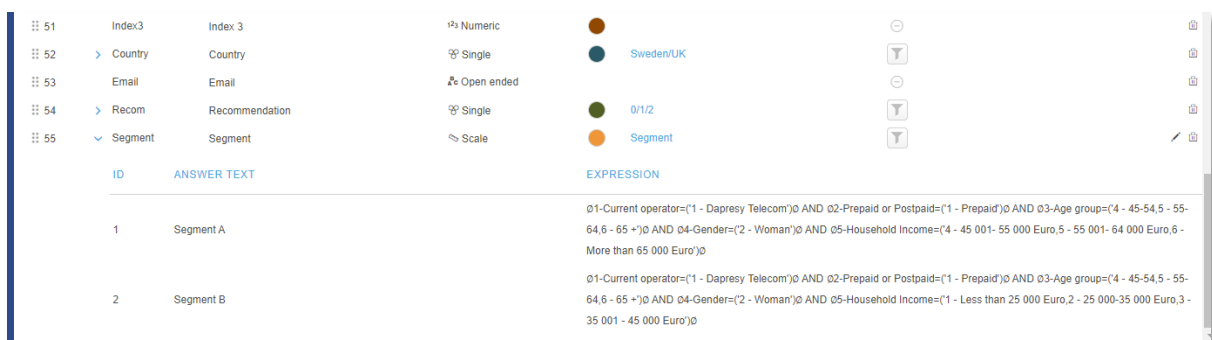 51 Index3 Index 3 1²3 Numeric
52 Country Country Single Sweden/UK
53 Email Email Open ended
54 Recom Recommendation Single 0/1/2
55 Segment Segment Scale Segment
ID ANSWER TEXT EXPRESSION
Ø1-Current operator=('1 - Dapresy Telecom')Ø AND Ø2-Prepaid or Postpaid=('1 - Prepaid')Ø AND Ø3-Age group=('4 - 45-54,5 - 55-
1 Segment A 64,6 - 65 +')Ø AND Ø4-Gender=('2 - Woman')Ø AND Ø5-Household Income=('4 - 45 001- 55 000 Euro,5 - 55 001- 64 000 Euro,6 -
More than 65 000 Euro')Ø
Ø1-Current operator=('1 - Dapresy Telecom')Ø AND Ø2-Prepaid or Postpaid=('1 - Prepaid')Ø AND Ø3-Age group=('4 - 45-54,5 - 55-
2 Segment B 64,6 - 65 +')Ø AND Ø4-Gender=('2 - Woman')Ø AND Ø5-Household Income=('1 - Less than 25 000 Euro,2 - 25 000-35 000 Euro,3 -
35 001 - 45 000 Euro')Ø